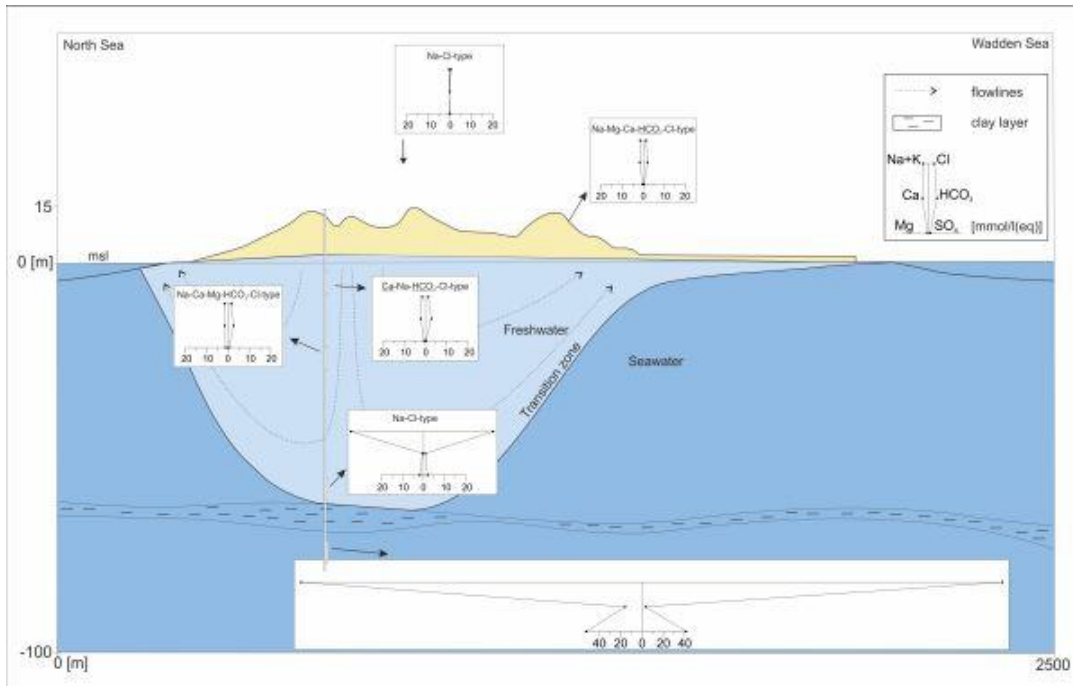 North Sea
Wadden Sea
Na-Cl-type
20 10 0 10 20
flowlines
clay layer
Na+K Cl
Ca HCO₃
Mg SO₄ [mmol/l(eq)]
Na-Mg-Ca-HCO₃-Cl-type
20 10 0 10 20
15
0 [m]
msl
Na-Ca-Mg-HCO₃-Cl-type
20 10 0 10 20
Ca-Na-HCO₃-Cl-type
20 10 0 10 20
Freshwater
Transition zone
Seawater
Na-Cl-type
20 10 0 10 20
40 20 0 20 40
-100
0 [m]
2500